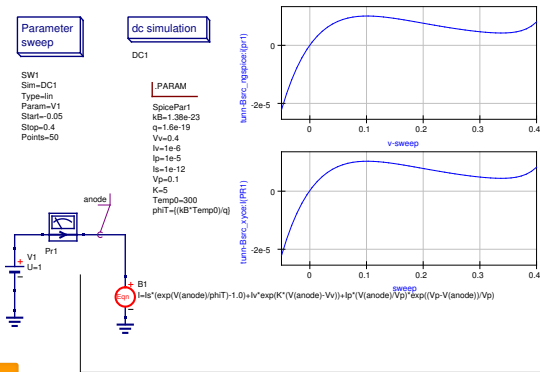 Parameter
sweep
dc simulation
DC1
SW1
Sim=DC1
Type=lin
Param=V1
Start=-0.05
Stop=0.4
Points=50
.PARAM
SpicePar1
kB=1.38e-23
q=1.6e-19
Vv=0.4
Iv=1e-6
Ip=1e-5
Is=1e-12
Vp=0.1
K=5
Temp0=300
phiT={(kB*Temp0)/q}
anode
Pr1
V1
U=1
B1
Eqn
I=Is*(exp(V(anode)/phiT)-1.0)+Iv*exp(K*(V(anode)-Vv))+Ip*(V(anode)/Vp)*exp((Vp-V(anode))/Vp)
tunn-Bsrc_ngspice:i(pr1)
0
-2e-5
0 0.1 0.2 0.3 0.4
v-sweep
tunn-Bsrc_xyce:I(PR1)
0
-2e-5
0 0.1 0.2 0.3 0.4
sweep